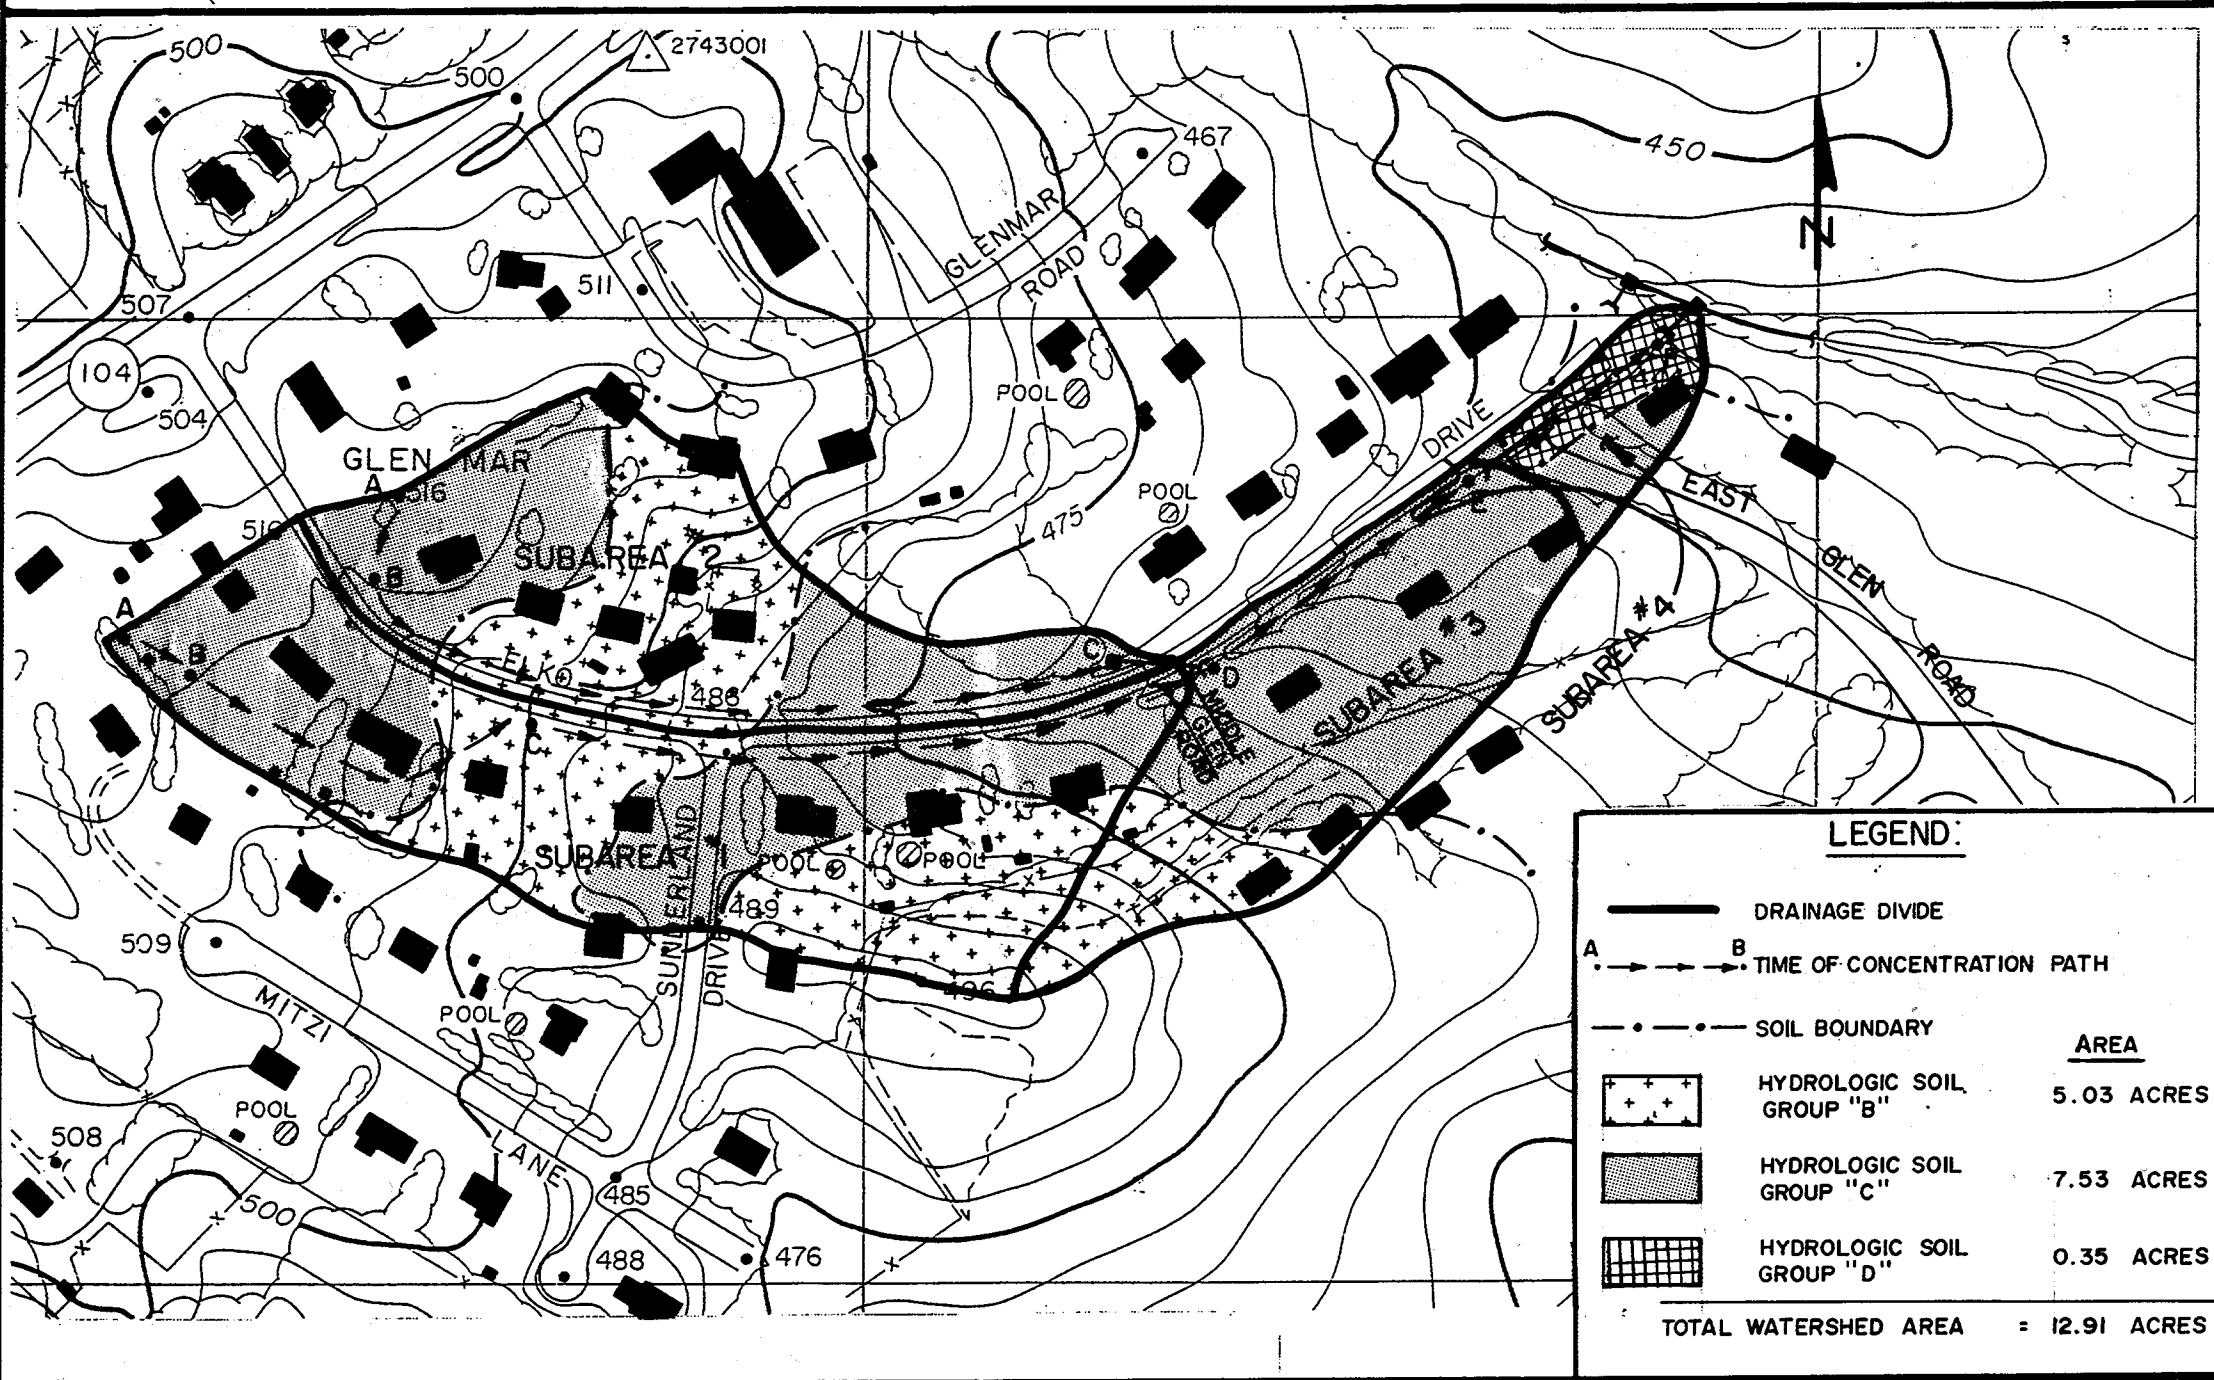 500
500
2743001
467
450
N
GLENMAR
ROAD
507
511
104
504
POOL
DRIVE
GLEN MAR
A
516
POOL
475
EAST
GLEN
ROAD
SUBAREA 2
B
A
B
ELK
486
C
C
D
E
MIDDLE
GLEN
ROAD
SUBAREA #3
SUBAREA #4
SUBAREA 1
SUNDERLAND
DRIVE
POOL
POOL
489
496
509
MITZI
LANE
POOL
POOL
508
500
485
488
476
LEGEND:
DRAINAGE DIVIDE
A B TIME OF CONCENTRATION PATH
SOIL BOUNDARY
AREA
HYDROLOGIC SOIL
GROUP "B" 5.03 ACRES
HYDROLOGIC SOIL
GROUP "C" 7.53 ACRES
HYDROLOGIC SOIL
GROUP "D" 0.35 ACRES
TOTAL WATERSHED AREA = 12.91 ACRES